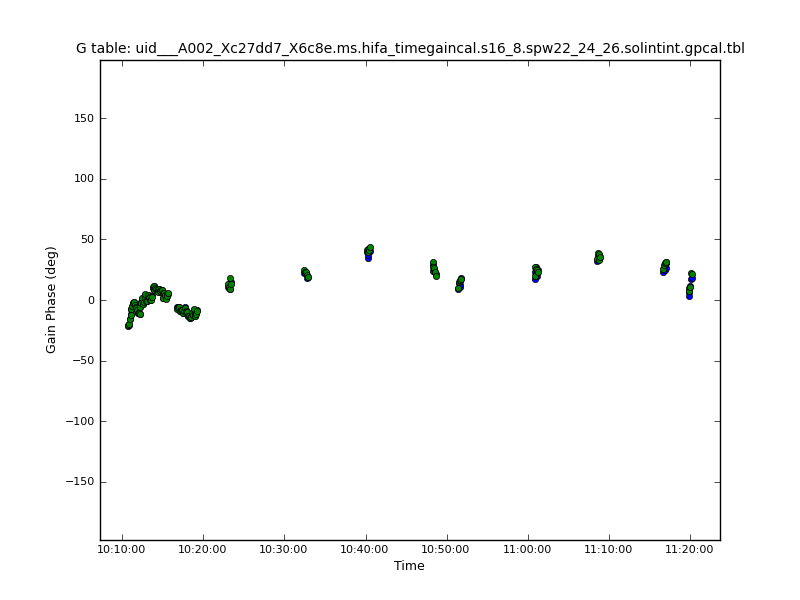 G table: uid___A002_Xc27dd7_X6c8e.ms.hifa_timegaincal.s16_8.spw22_24_26.solintint.gpcal.tbl
150
100
50
0
−50
−100
−150
Gain Phase (deg)
10:10:00 10:20:00 10:30:00 10:40:00 10:50:00 11:00:00 11:10:00 11:20:00
Time